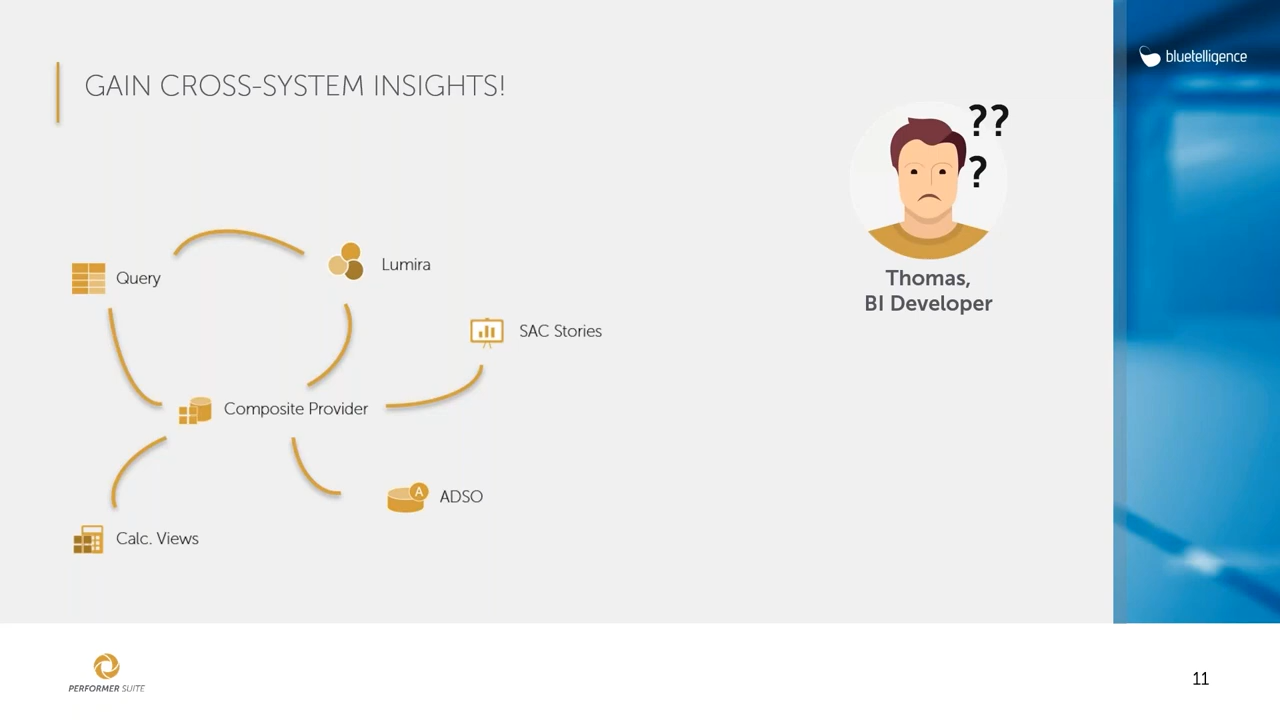 bluetelligence
GAIN CROSS-SYSTEM INSIGHTS!
??
?
Thomas,
BI Developer
Query
Lumira
SAC Stories
Composite Provider
A
ADSO
Calc. Views
PERFORMER SUITE
11